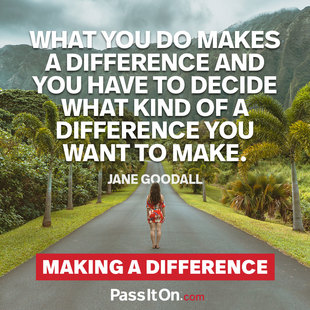 WHAT YOU DO MAKES
A DIFFERENCE AND
YOU HAVE TO DECIDE
WHAT KIND OF A
DIFFERENCE YOU
WANT TO MAKE.
JANE GOODALL
MAKING A DIFFERENCE
PassItOn.com